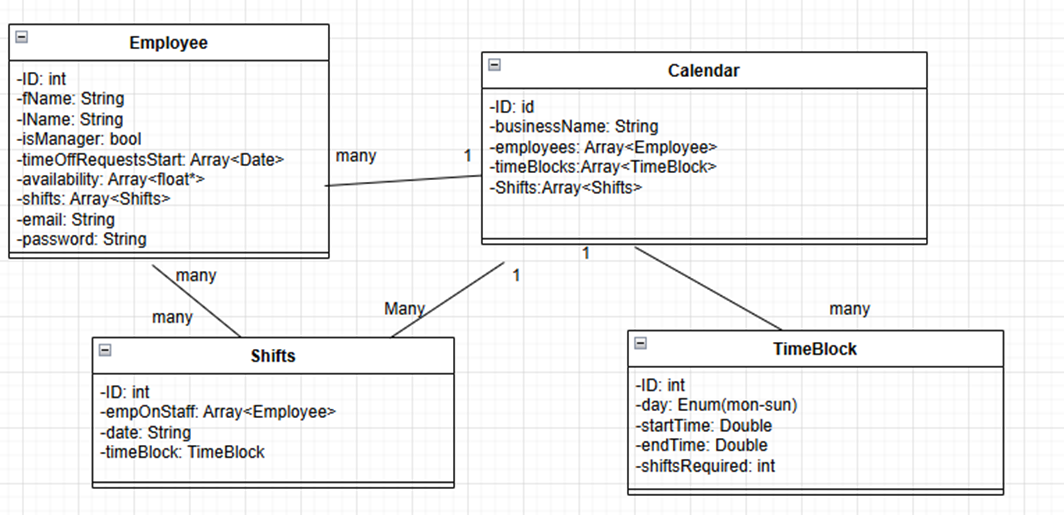 Employee
-ID: int
-fName: String
-lName: String
-isManager: bool
-timeOffRequestsStart: Array<Date>
-availability: Array<float*>
-shifts: Array<Shifts>
-email: String
-password: String
many
1
Calendar
-ID: id
-businessName: String
-employees: Array<Employee>
-timeBlocks:Array<TimeBlock>
-Shifts:Array<Shifts>
many
many
Many
1
1
many
Shifts
-ID: int
-empOnStaff: Array<Employee>
-date: String
-timeBlock: TimeBlock
TimeBlock
-ID: int
-day: Enum(mon-sun)
-startTime: Double
-endTime: Double
-shiftsRequired: int